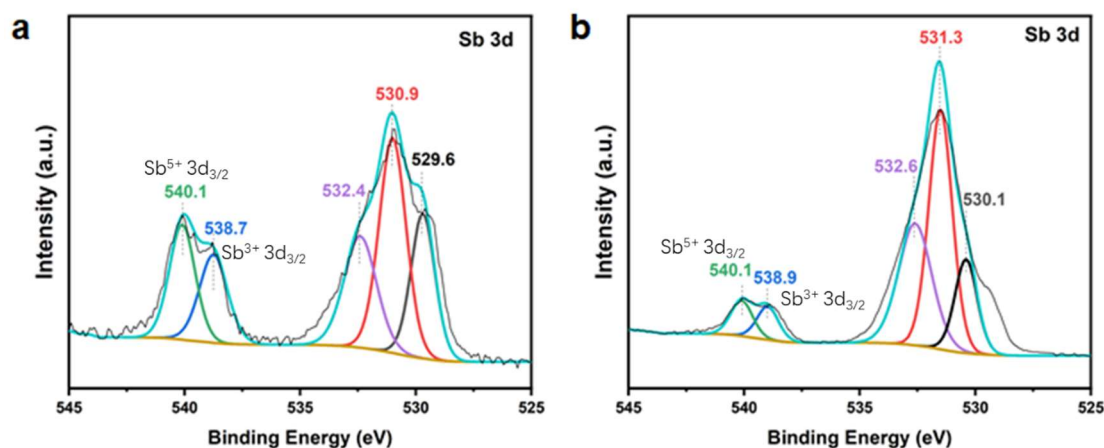 a
Sb 3d
530.9
529.6
Sb⁵⁺ 3d₃/₂
540.1
532.4
538.7
Sb³⁺ 3d₃/₂
Intensity (a.u.)
545 540 535 530 525
Binding Energy (eV)
b
Sb 3d
531.3
532.6
530.1
Sb⁵⁺ 3d₃/₂
540.1
538.9
Sb³⁺ 3d₃/₂
Intensity (a.u.)
545 540 535 530 525
Binding Energy (eV)